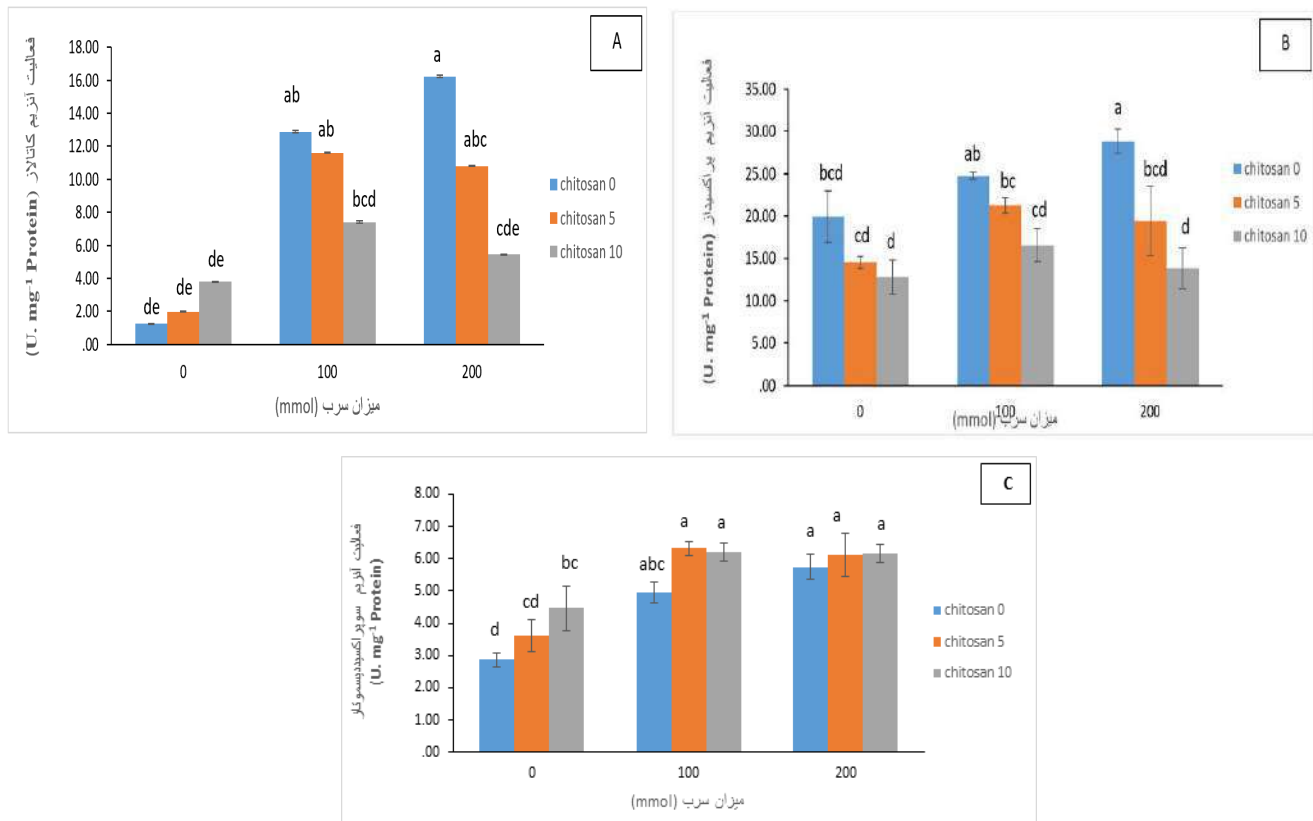 A
فعالیت آنزیم کاتالاز
(U. mg-1 Protein)
18.00
16.00
14.00
12.00
10.00
8.00
6.00
4.00
2.00
.00
de
de
de
ab
ab
bcd
a
abc
cde
0
100
200
میزان سرب (mmol)
chitosan 0
chitosan 5
chitosan 10
B
فعالیت آنزیم پراکسیداز
(U. mg-1 Protein)
35.00
30.00
25.00
20.00
15.00
10.00
5.00
.00
bcd
cd
d
ab
bc
cd
a
bcd
d
0
100
200
میزان سرب (mmol)
chitosan 0
chitosan 5
chitosan 10
C
فعالیت آنزیم سوپراکسیددیسموتاز
(U. mg-1 Protein)
8.00
7.00
6.00
5.00
4.00
3.00
2.00
1.00
.00
d
cd
bc
abc
a
a
a
a
a
0
100
200
میزان سرب (mmol)
chitosan 0
chitosan 5
chitosan 10